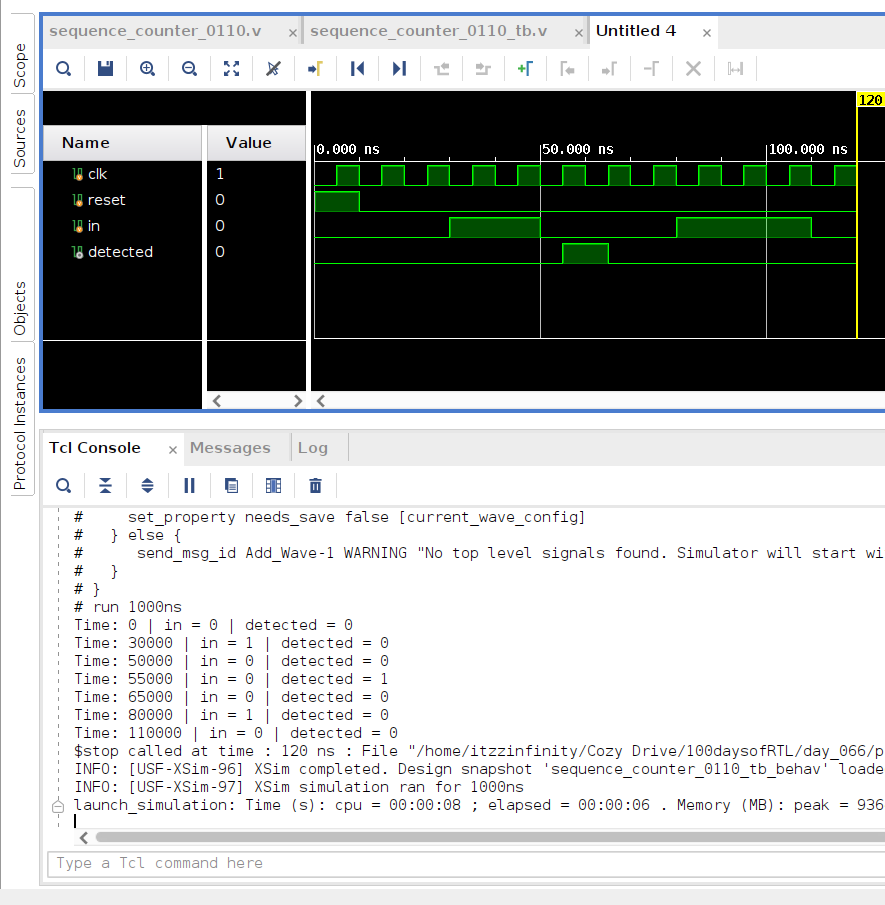 Scope
Sources
Objects
Protocol Instances
sequence_counter_0110.v × sequence_counter_0110_tb.v × Untitled 4 ×
120
Name Value
0.000 ns 50.000 ns 100.000 ns
clk 1
reset 0
in 0
detected 0
Tcl Console × Messages Log
#     set_property needs_save false [current_wave_config]
#   } else {
#      send_msg_id Add_Wave-1 WARNING "No top level signals found. Simulator will start wi
#   }
# }
# run 1000ns
Time: 0 | in = 0 | detected = 0
Time: 30000 | in = 1 | detected = 0
Time: 50000 | in = 0 | detected = 0
Time: 55000 | in = 0 | detected = 1
Time: 65000 | in = 0 | detected = 0
Time: 80000 | in = 1 | detected = 0
Time: 110000 | in = 0 | detected = 0
$stop called at time : 120 ns : File "/home/itzzinfinity/Cozy Drive/100daysofRTL/day_066/p
INFO: [USF-XSim-96] XSim completed. Design snapshot 'sequence_counter_0110_tb_behav' loade
INFO: [USF-XSim-97] XSim simulation ran for 1000ns
launch_simulation: Time (s): cpu = 00:00:08 ; elapsed = 00:00:06 . Memory (MB): peak = 936
Type a Tcl command here